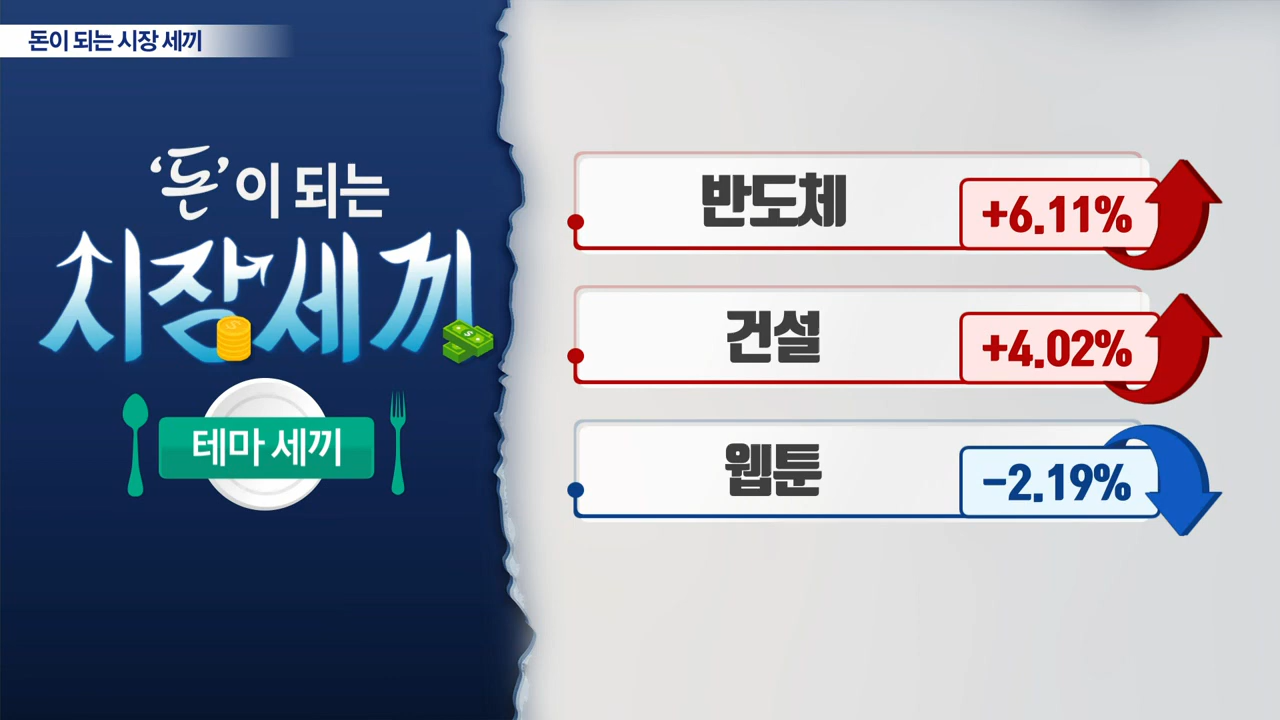 돈이 되는 시장 세끼
‘돈’이 되는
시장세끼
테마 세끼
반도체
+6.11%
건설
+4.02%
웹툰
-2.19%